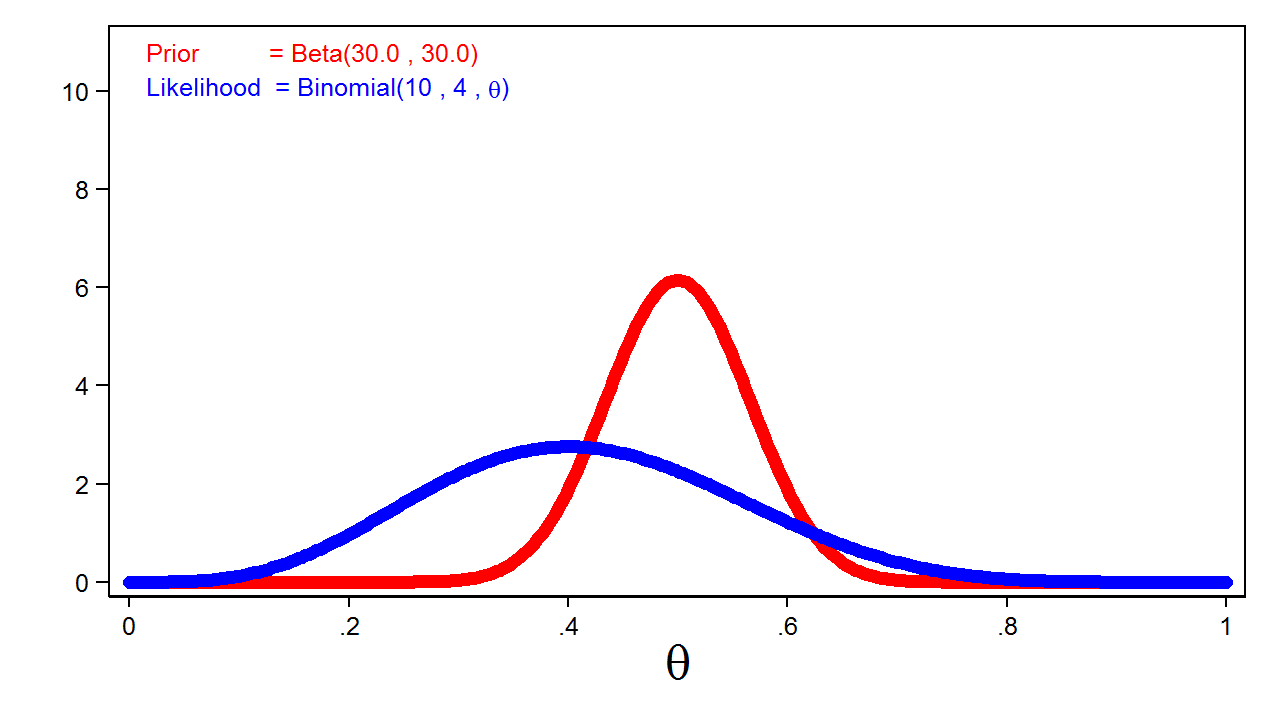 Prior = Beta(30.0 , 30.0)
Likelihood = Binomial(10 , 4 , θ)
10
8
6
4
2
0
0 .2 .4 .6 .8 1
θ